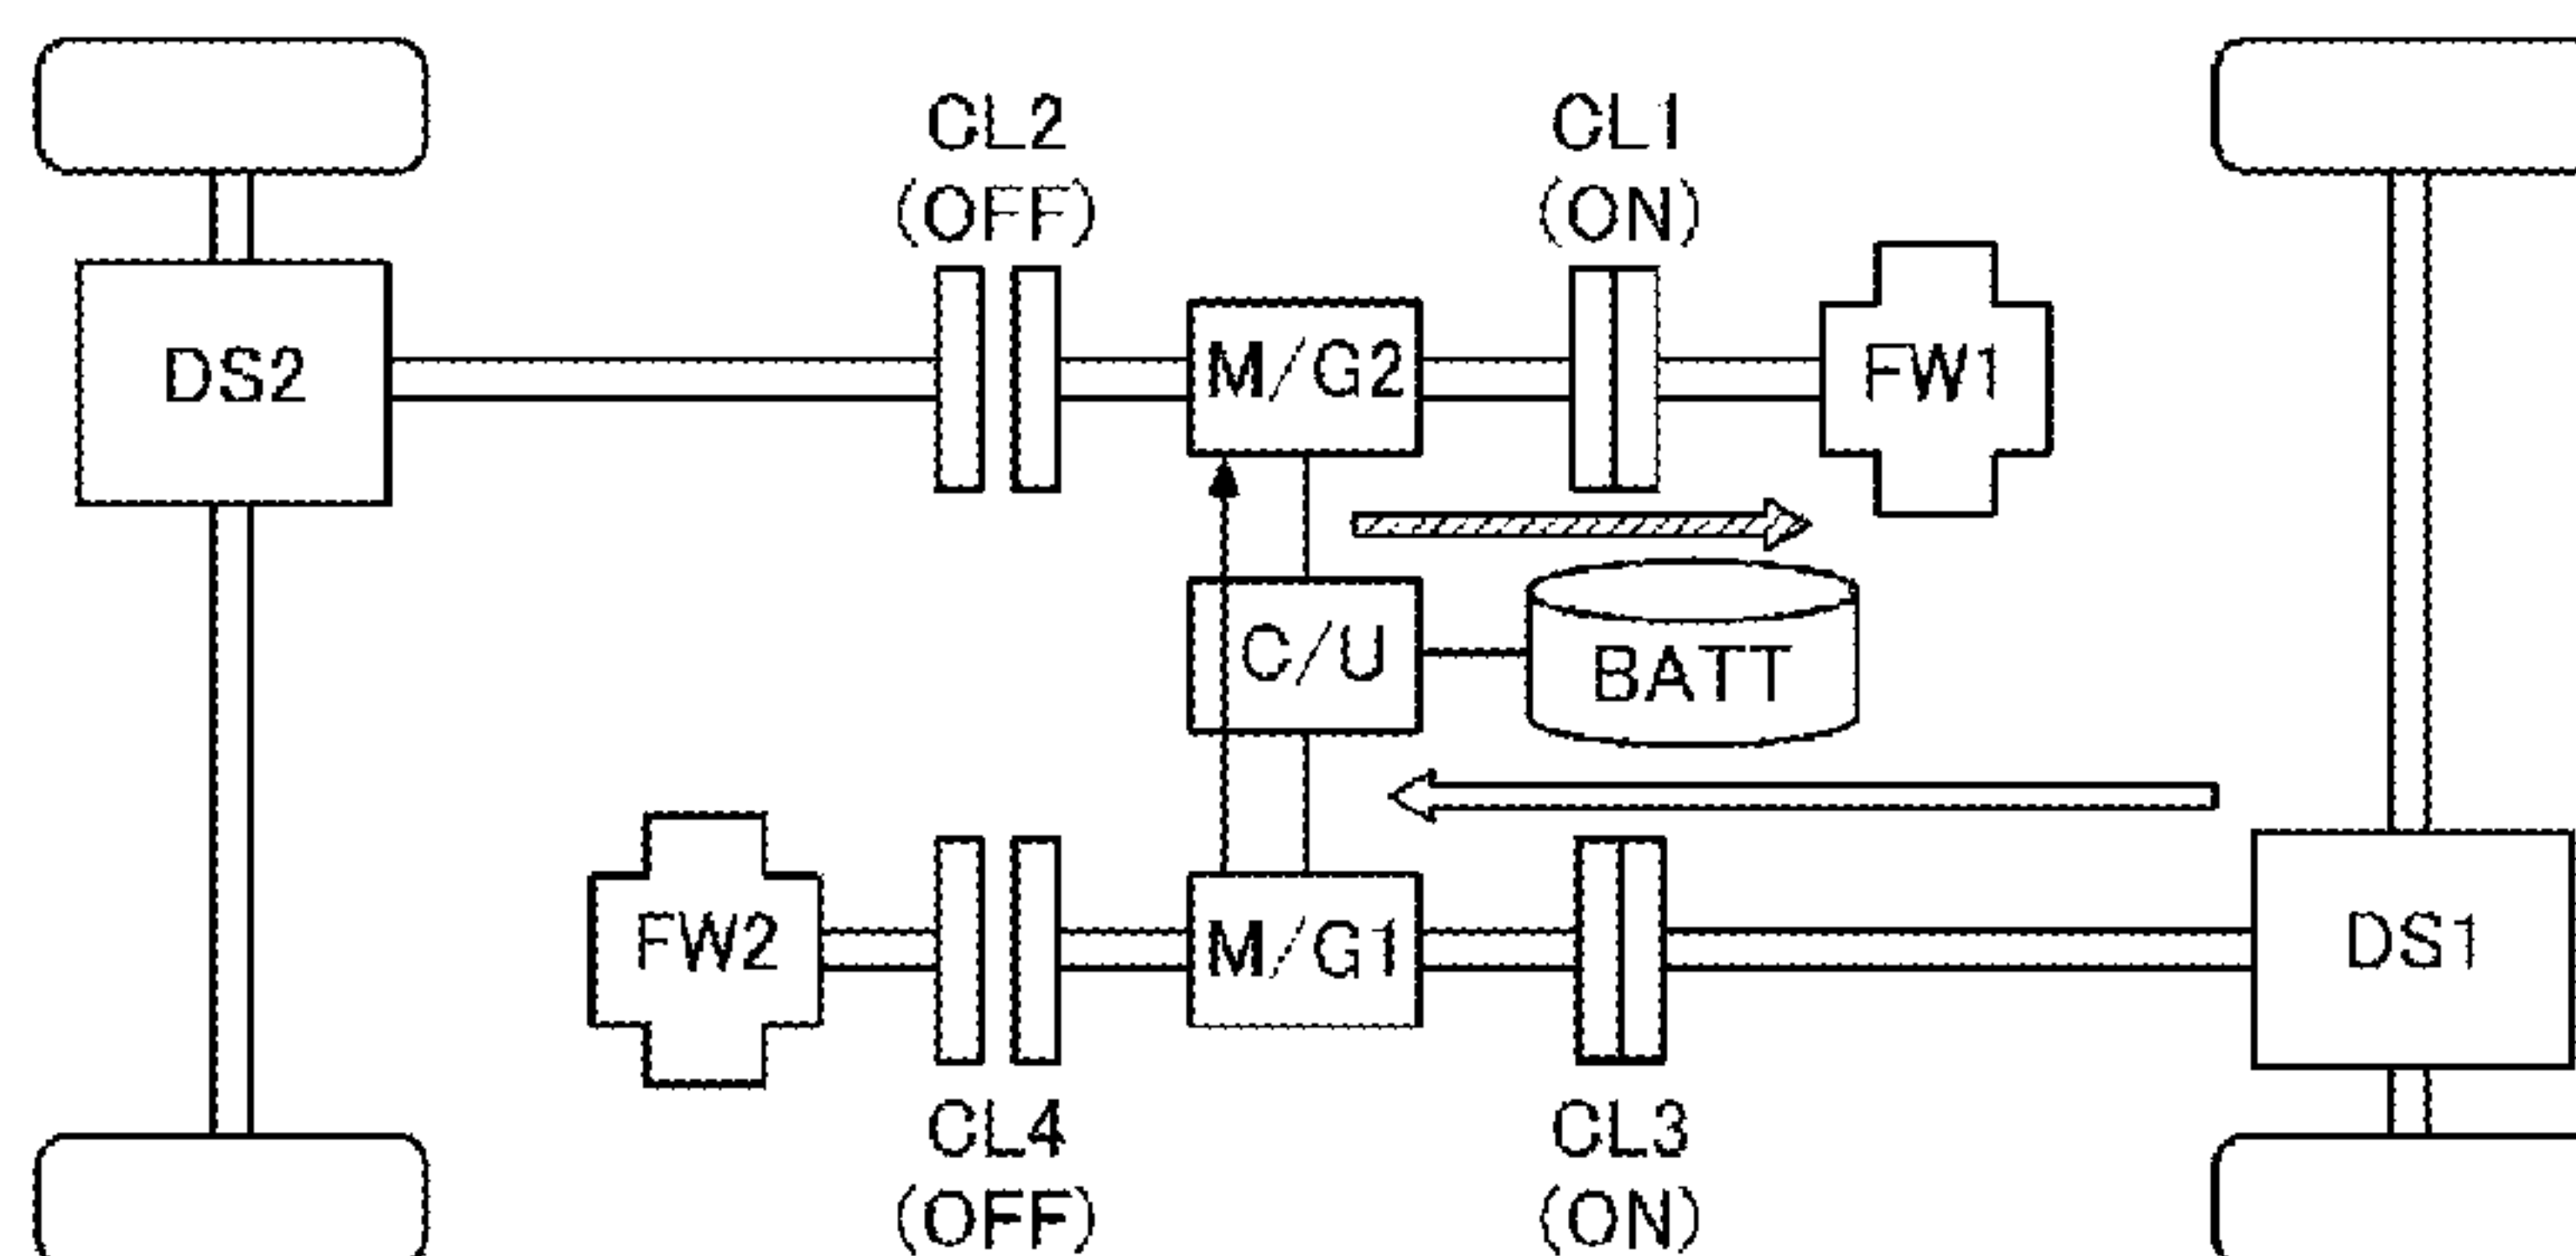 CL2
(OFF)
CL1
(ON)
DS2
M/G2
FW1
C/U
BATT
FW2
M/G1
DS1
CL4
(OFF)
CL3
(ON)